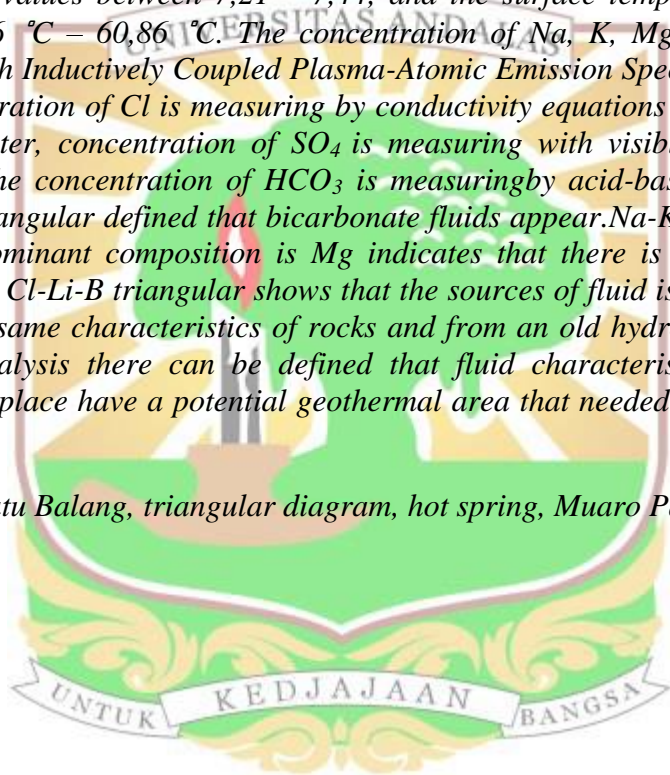 values between 7,21 – 7,44, and the surface temp
6 ℃ – 60,86 ℃. The concentration of Na, K, Mg
h Inductively Coupled Plasma-Atomic Emission Spe
ration of Cl is measuring by conductivity equations
ter, concentration of SO4 is measuring with visib
ne concentration of HCO3 is measuringby acid-bas
angular defined that bicarbonate fluids appear.Na-K
ominant composition is Mg indicates that there is
Cl-Li-B triangular shows that the sources of fluid is
same characteristics of rocks and from an old hydr
alysis there can be defined that fluid characteris
place have a potential geothermal area that needed
tu Balang, triangular diagram, hot spring, Muaro P
UNIVERSITAS ANDALAS
UNTUK KEDJAJAAN BANGSA